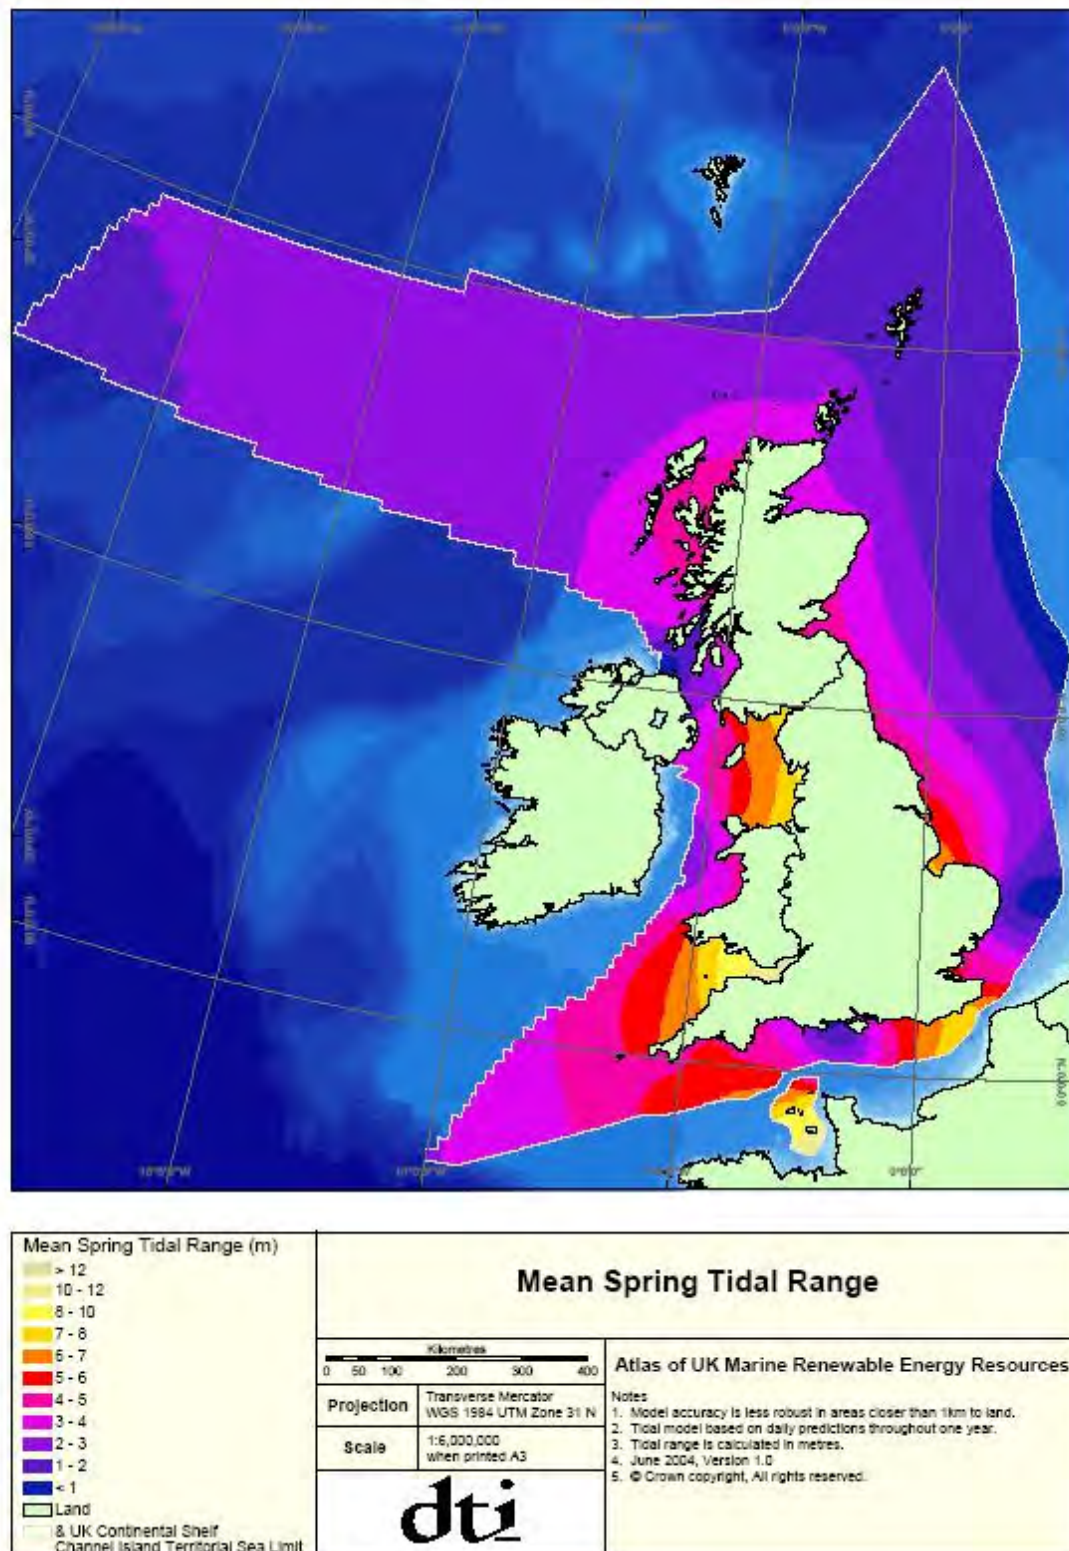 Mean Spring Tidal Range (m)
> 12
10 - 12
8 - 10
7 - 8
6 - 7
5 - 6
4 - 5
3 - 4
2 - 3
1 - 2
< 1
Land
& UK Continental Shelf
Channel Island Territorial Sea Limit
Mean Spring Tidal Range
Kilometres
0 50 100 200 300 400
Projection
Transverse Mercator
WGS 1984 UTM Zone 31 N
Scale
1:6,000,000
when printed A3
dti
Atlas of UK Marine Renewable Energy Resources
Notes
1. Model accuracy is less robust in areas closer than 1km to land.
2. Tidal model based on daily predictions throughout one year.
3. Tidal range is calculated in metres.
4. June 2004, Version 1.0
5. © Crown copyright, All rights reserved.